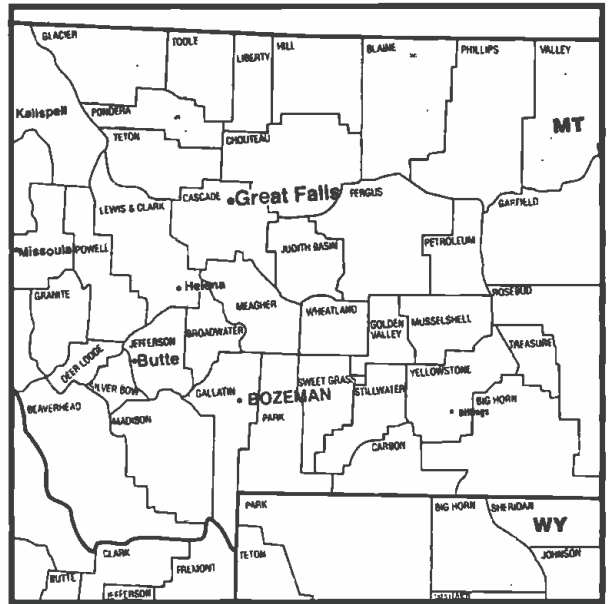 GLACIER
TOOLE
LIBERTY
HILL
BLAINE
PHILLIPS
VALLEY
Kalispell
PONDERA
MT
TETON
CHOUTEAU
CASCADE
Great Falls
FERGUS
GARFIELD
LEWIS & CLARK
Missoula
POWELL
JUDITH BASIN
PETROLEUM
Helena
GRANITE
MEAGHER
WHEATLAND
ROSEBUD
BROADWATER
GOLDEN
VALLEY
MUSSELSHELL
JEFFERSON
TREASURE
Butte
DEER LODGE
SILVER BOW
GALLATIN
BOZEMAN
SWEET GRASS
STILLWATER
YELLOWSTONE
BIG HORN
BEAVERHEAD
MADISON
PARK
Billings
CARBON
PARK
BIG HORN
SHERIDAN
WY
CLARK
TETON
JOHNSON
BUTTE
FREMONT
JEFFERSON